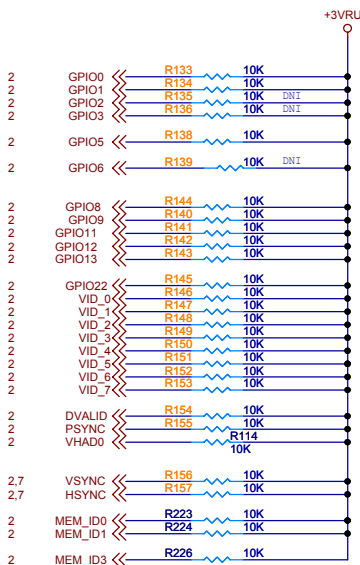 +3VRU
2 GPIO0 R133 10K
2 GPIO1 R134 10K
2 GPIO2 R135 10K DNI
2 GPIO3 R136 10K DNI
2 GPIO5 R138 10K
2 GPIO6 R139 10K DNI
2 GPIO8 R144 10K
2 GPIO9 R140 10K
2 GPIO11 R141 10K
2 GPIO12 R142 10K
2 GPIO13 R143 10K
2 GPIO22 R145 10K
2 VID_0 R146 10K
2 VID_1 R147 10K
2 VID_2 R148 10K
2 VID_3 R149 10K
2 VID_4 R150 10K
2 VID_5 R151 10K
2 VID_6 R152 10K
2 VID_7 R153 10K
2 DVALID R154 10K
2 PSYNC R155 10K
2 VHAD0 R114
10K
2,7 VSYNC R156 10K
2,7 HSYNC R157 10K
2 MEM_ID0 R223 10K
2 MEM_ID1 R224 10K
2 MEM_ID3 R226 10K